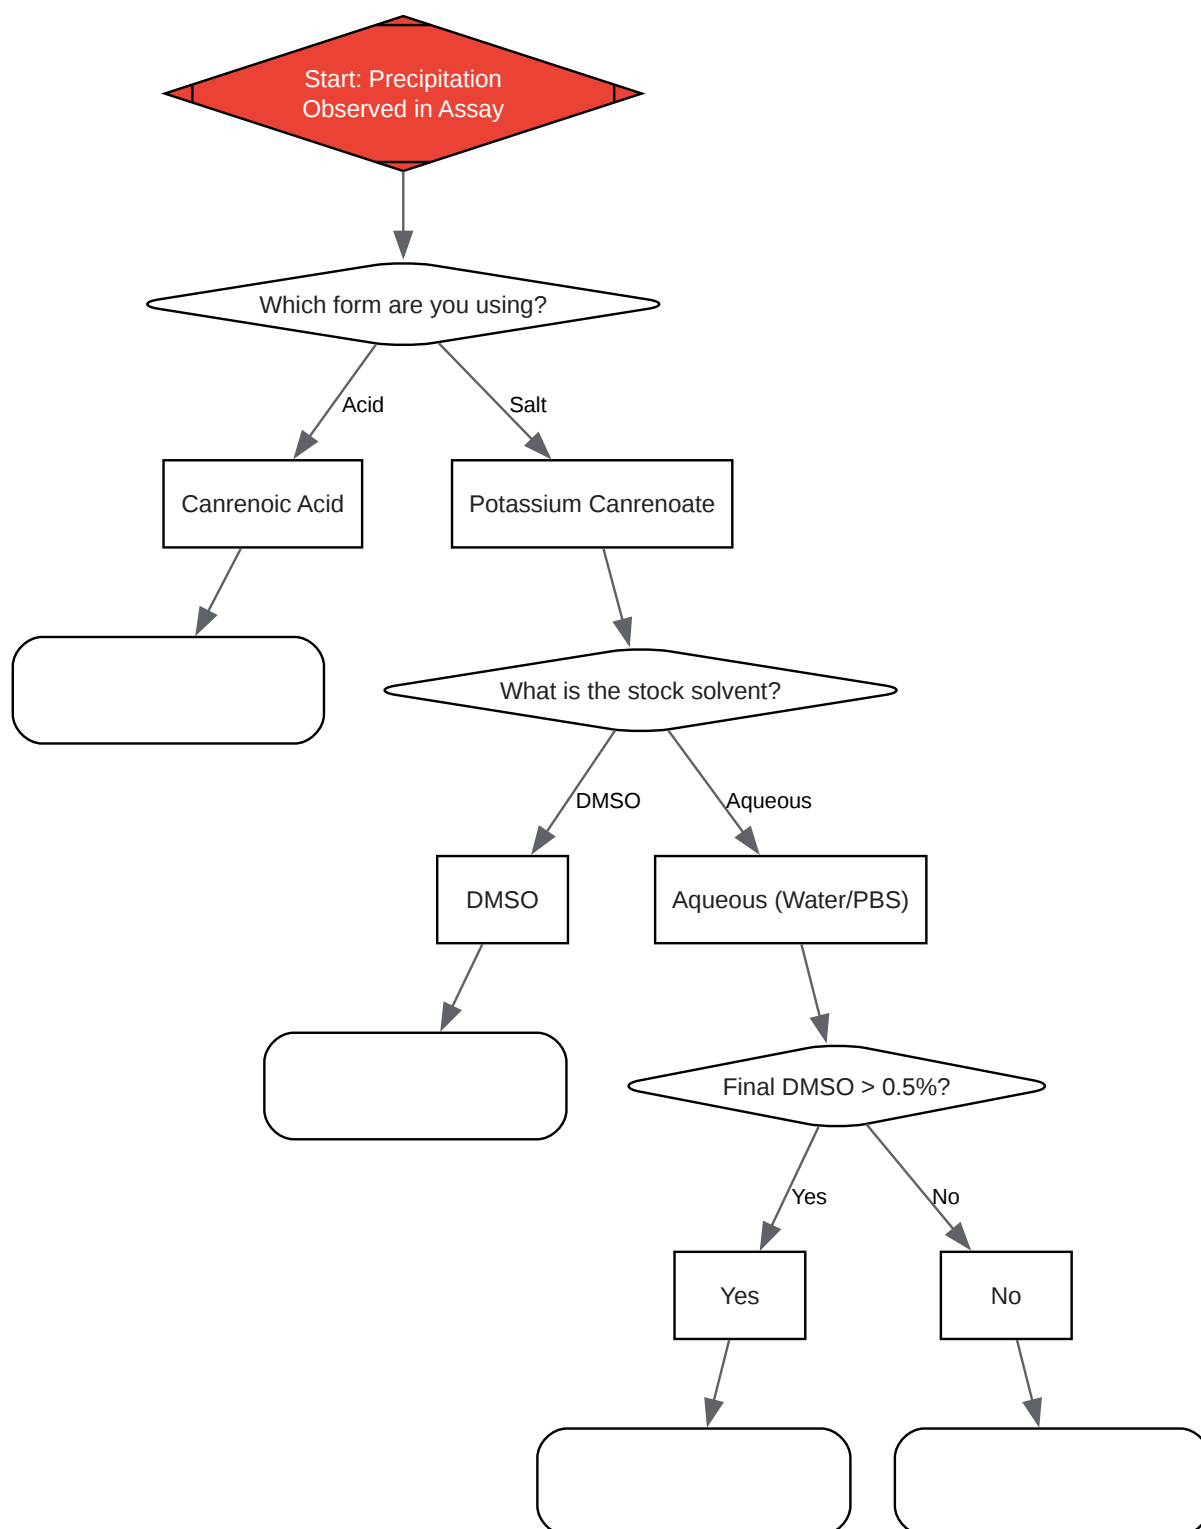 Start: Precipitation
Observed in Assay
Which form are you using?
Acid
Salt
Canrenoic Acid
Potassium Canrenoate
What is the stock solvent?
DMSO
Aqueous
DMSO
Aqueous (Water/PBS)
Final DMSO > 0.5%?
Yes
No
Yes
No